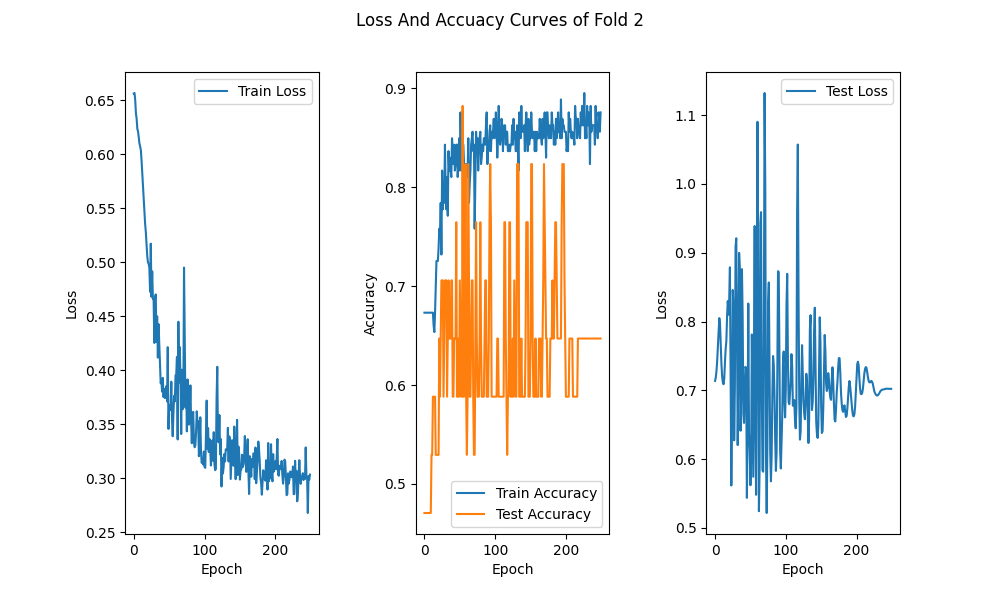 Loss And Accuacy Curves of Fold 2
Train Loss
0.65
0.60
0.55
0.50
0.45
0.40
0.35
0.30
0.25
Loss
0
100
200
Epoch
0.9
0.8
0.7
0.6
0.5
Accuracy
Train Accuracy
Test Accuracy
0
100
200
Epoch
Test Loss
1.1
1.0
0.9
0.8
0.7
0.6
0.5
Loss
0
100
200
Epoch